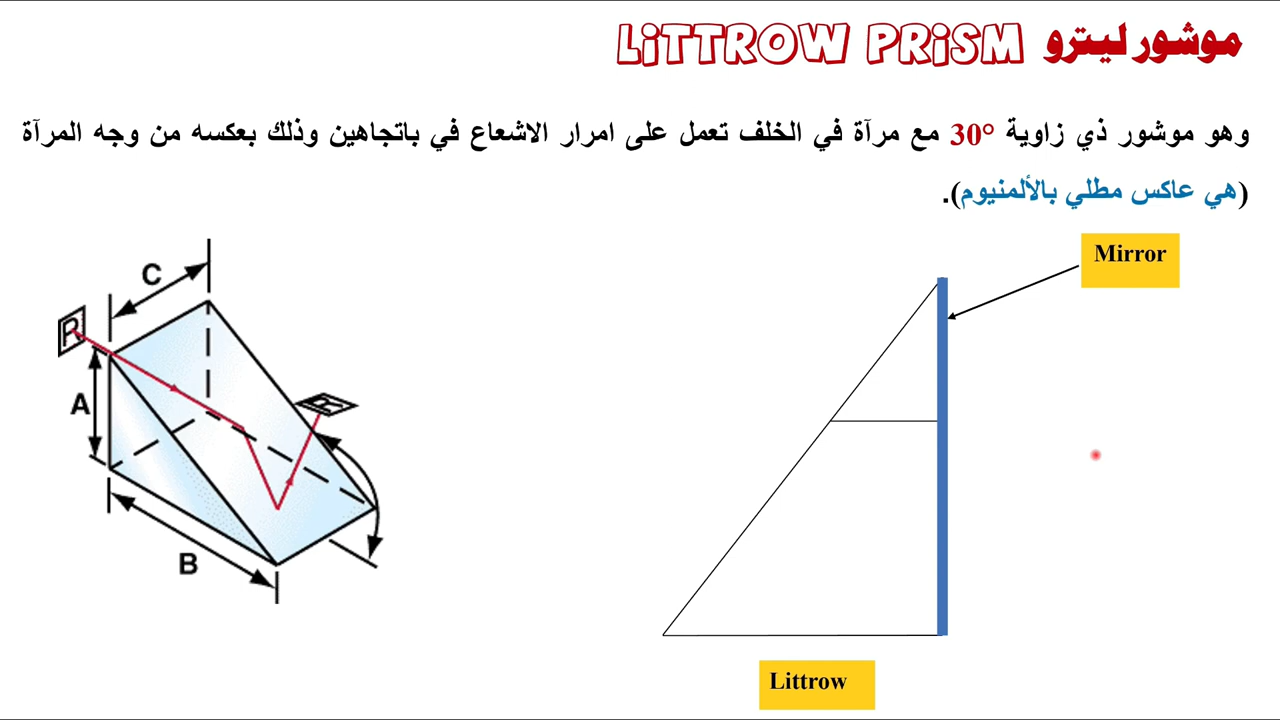 موشور ليترو LiTTROW PRiSM
وهو موشور ذي زاوية 30° مع مرآة في الخلف تعمل على امرار الاشعاع في باتجاهين وذلك بعكسه من وجه المرآة
(هي عاكس مطلي بالألمنيوم).
Mirror
C
R
A
R
B
Littrow